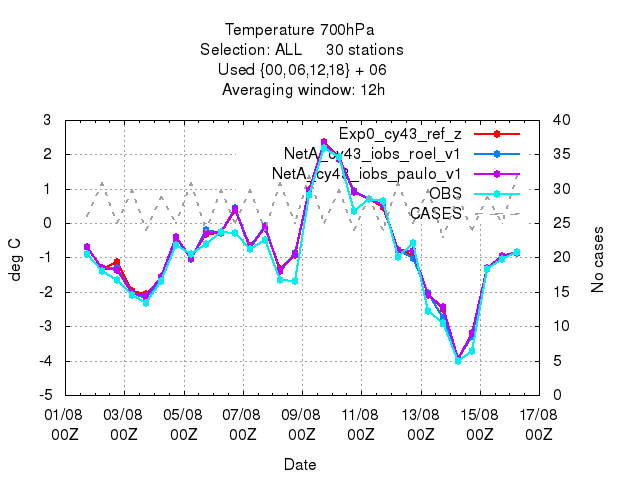 Temperature 700hPa
Selection: ALL 30 stations
Used {00,06,12,18} + 06
Averaging window: 12h
Exp0_cy43_ref_z
NetA_cy43_iobs_roel_v1
NetA_cy43_iobs_paulo_v1
OBS
CASES
3
2
1
0
-1
-2
-3
-4
-5
40
35
30
25
20
15
10
5
0
deg C
No cases
01/08 03/08 05/08 07/08 09/08 11/08 13/08 15/08 17/08
00Z 00Z 00Z 00Z 00Z 00Z 00Z 00Z 00Z
Date